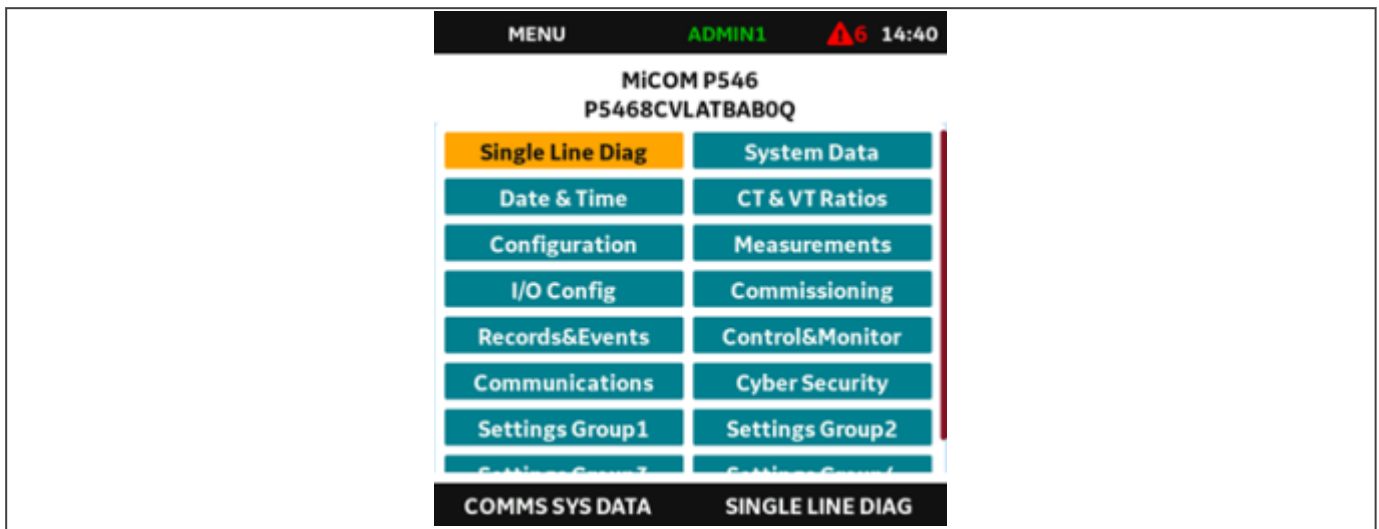 MENU ADMIN1 6 14:40
MiCOM P546
P5468CVLATBAB0Q
Single Line Diag System Data
Date & Time CT & VT Ratios
Configuration Measurements
I/O Config Commissioning
Records&Events Control&Monitor
Communications Cyber Security
Settings Group1 Settings Group2
COMMS SYS DATA SINGLE LINE DIAG